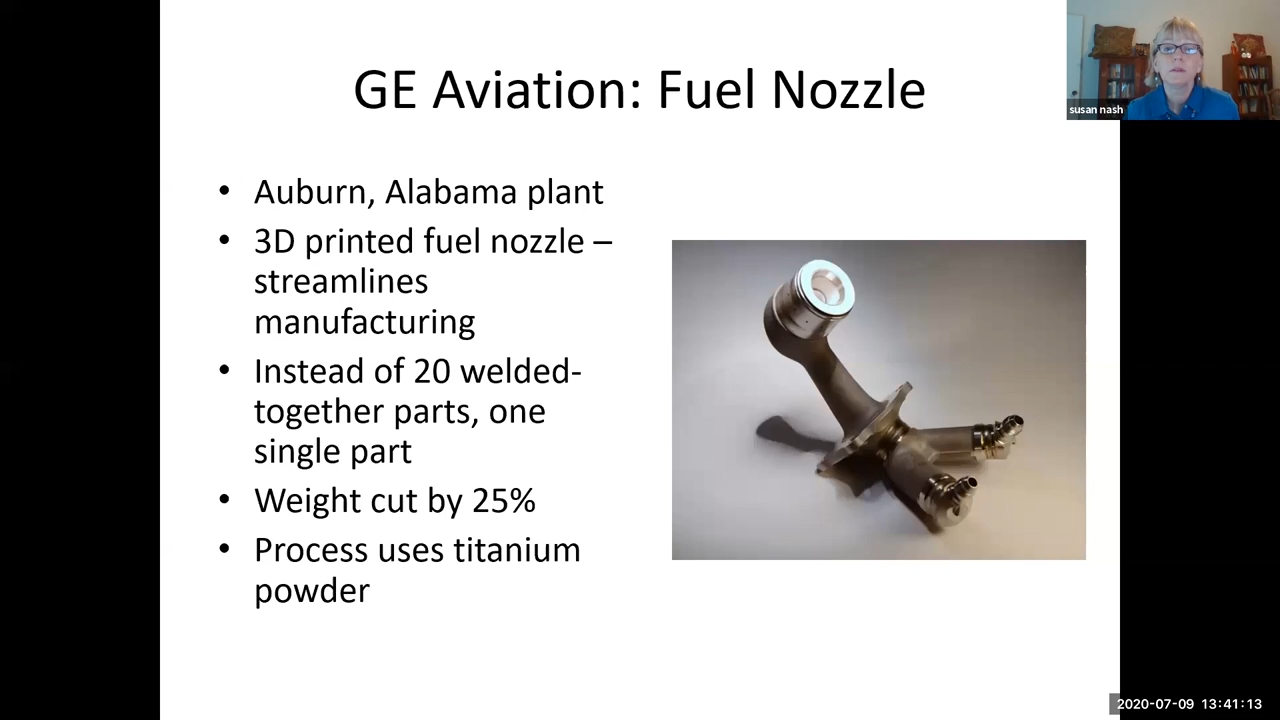 GE Aviation: Fuel Nozzle
susan nash
• Auburn, Alabama plant
• 3D printed fuel nozzle –
streamlines
manufacturing
• Instead of 20 welded-
together parts, one
single part
• Weight cut by 25%
• Process uses titanium
powder
2020-07-09 13:41:13